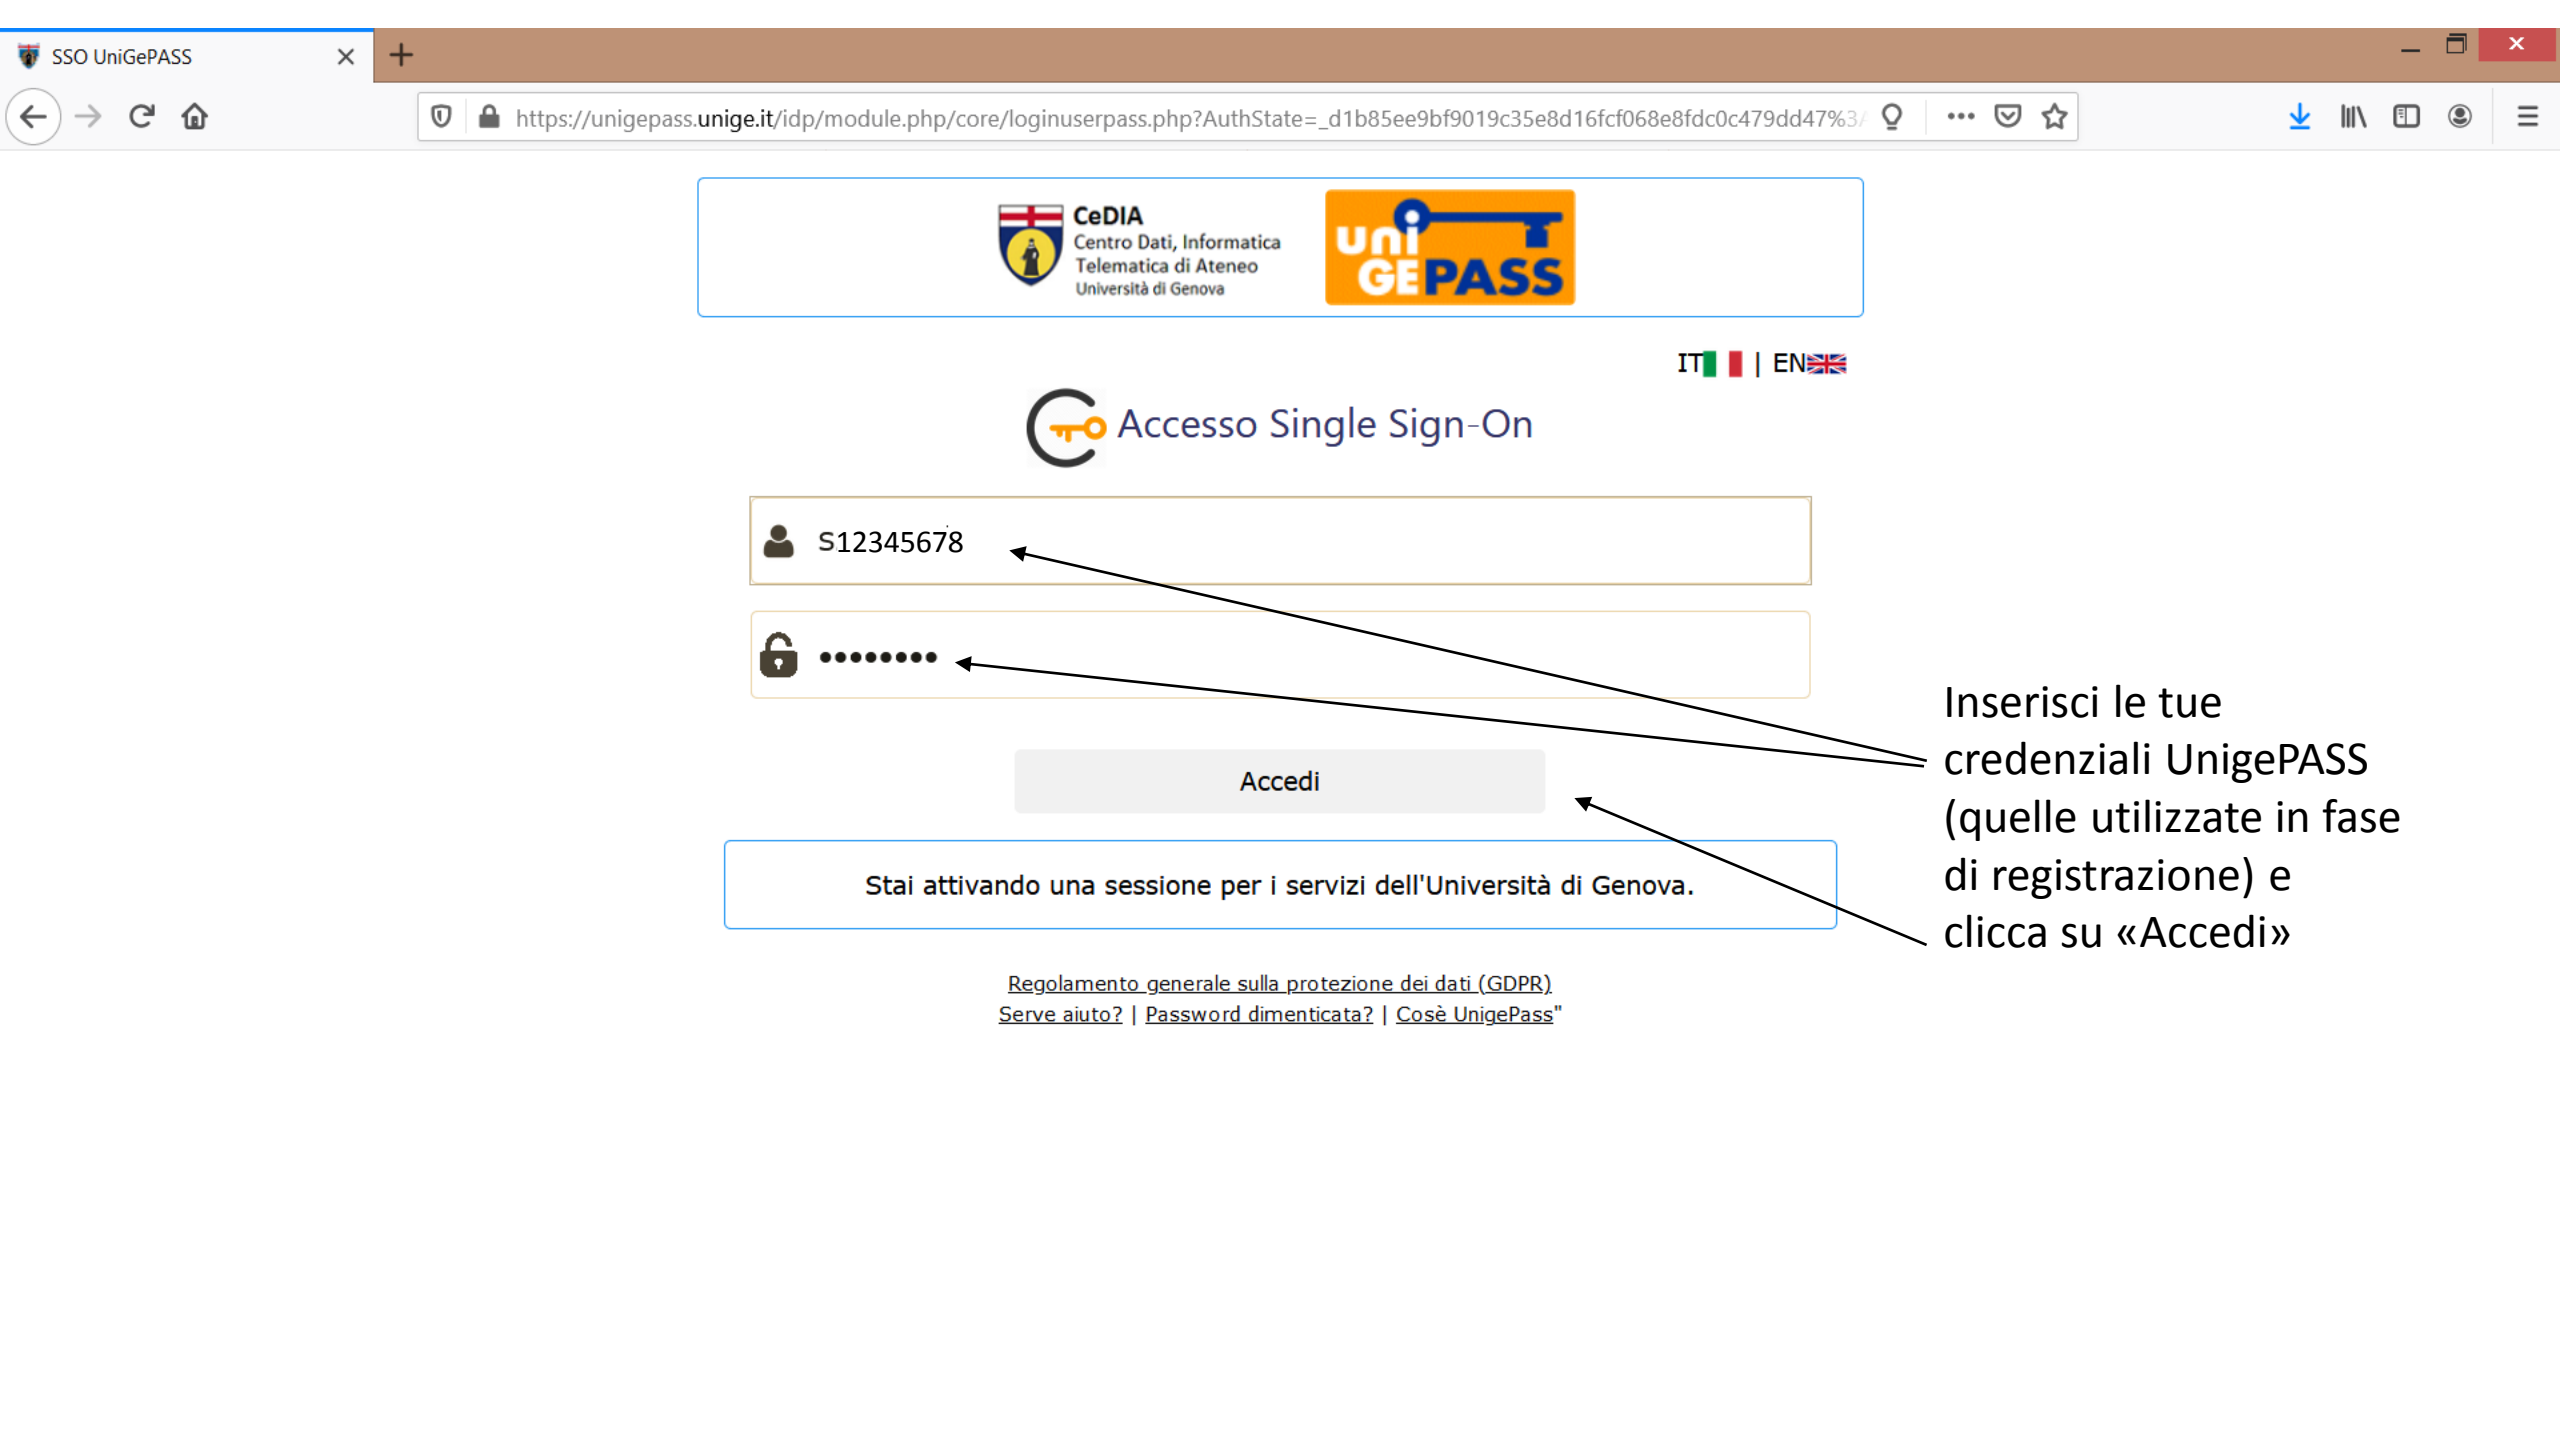 SSO UniGePASS
https://unigepass.unige.it/idp/module.php/core/loginuserpass.php?AuthState=_d1b85ee9bf9019c35e8d16fcf068e8fdc0c479dd47%3A
CeDIA
Centro Dati, Informatica
Telematica di Ateneo
Università di Genova
uni
GEPASS
IT | EN
Accesso Single Sign-On
S12345678
••••••••
Accedi
Inserisci le tue
credenziali UnigePASS
(quelle utilizzate in fase
di registrazione) e
clicca su «Accedi»
Stai attivando una sessione per i servizi dell'Università di Genova.
Regolamento generale sulla protezione dei dati (GDPR)
Serve aiuto? | Password dimenticata? | Cosè UnigePass"